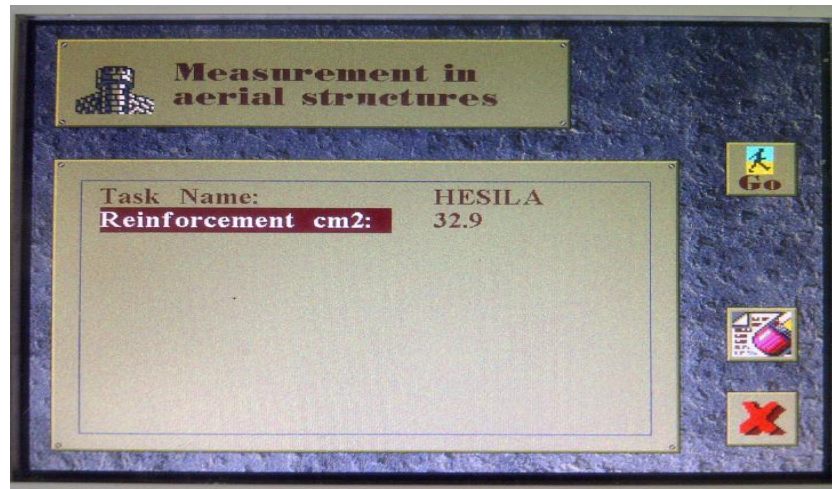 Measurement in
aerial structures
Go
Task Name: HESILA
Reinforcement cm2: 32.9